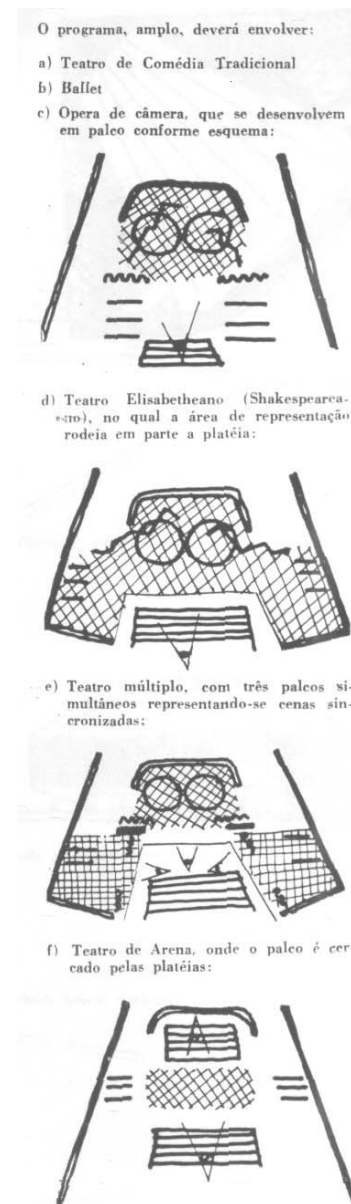 O programa, amplo, deverá envolver:
a) Teatro de Comédia Tradicional
b) Ballet
c) Opera de câmera, que se desenvolvem
em palco conforme esquema:
d) Teatro Elisabetheano (Shakespearea-
no), no qual a área de representação
rodeia em parte a platéia:
e) Teatro múltiplo, com três palcos si-
multâneos representando-se cenas sin-
cronizadas:
f) Teatro de Arena, onde o palco é cer-
cado pelas platéias: